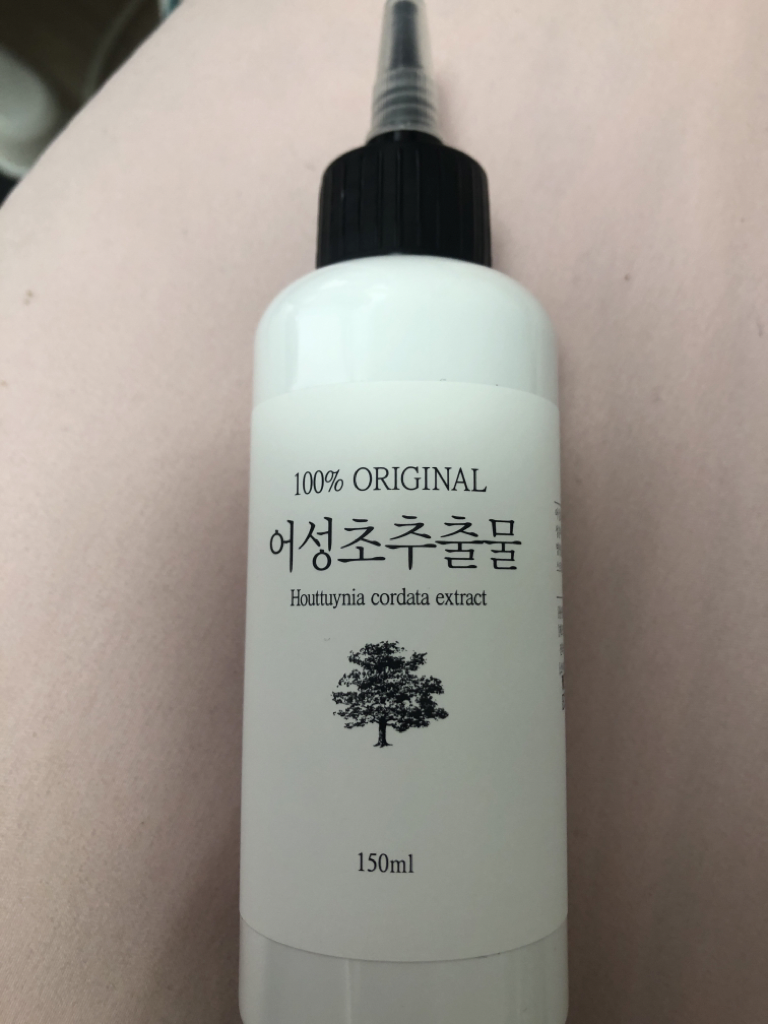 100% ORIGINAL
어성초추출물
Houttuynia cordata extract
150ml